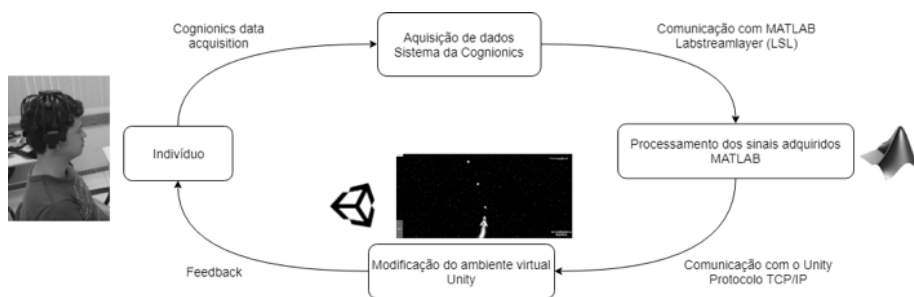 Cognionics data
acquisition
Aquisição de dados
Sistema da Cognionics
Comunicação com MATLAB
Labstreamlayer (LSL)
Indivíduo
Processamento dos sinais adquiridos
MATLAB
Feedback
Modificação do ambiente virtual
Unity
Comunicação com o Unity
Protocolo TCP/IP